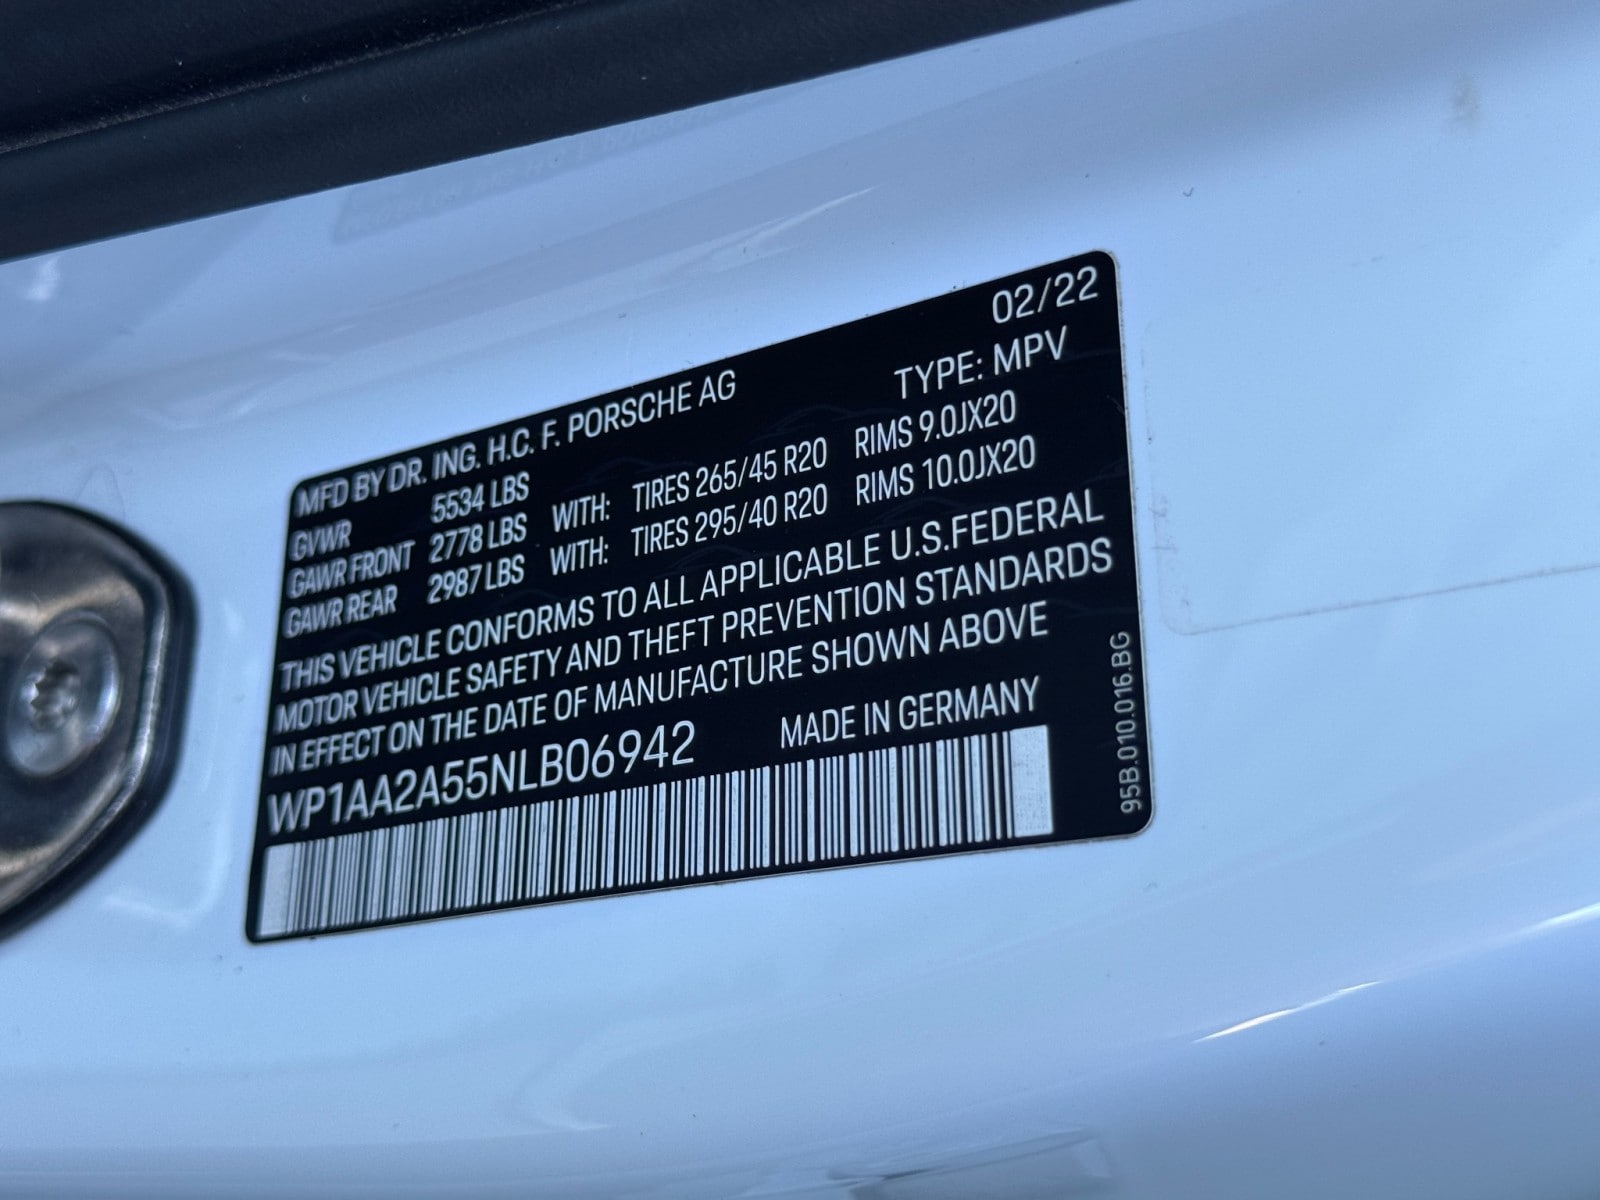 02/22
MFD BY DR. ING. H.C. F. PORSCHE AG TYPE: MPV
GVWR 5534 LBS
GAWR FRONT 2778 LBS WITH: TIRES 265/45 R20 RIMS 9.0JX20
GAWR REAR 2987 LBS WITH: TIRES 295/40 R20 RIMS 10.0JX20
THIS VEHICLE CONFORMS TO ALL APPLICABLE U.S.FEDERAL
MOTOR VEHICLE SAFETY AND THEFT PREVENTION STANDARDS
IN EFFECT ON THE DATE OF MANUFACTURE SHOWN ABOVE
WP1AA2A55NLB06942 MADE IN GERMANY
95B.010.016.BG